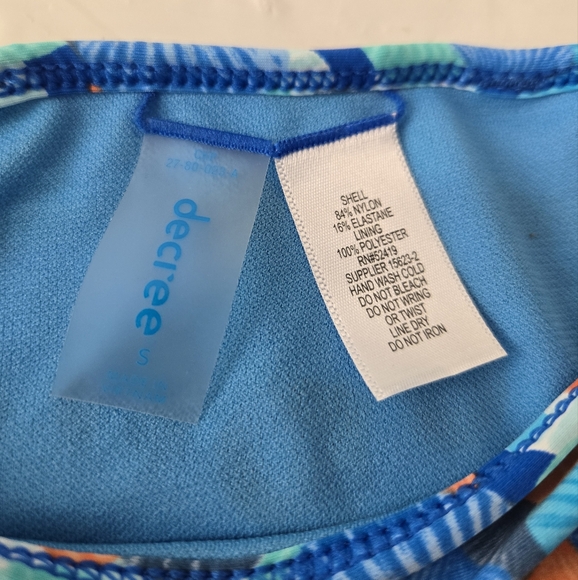 decree
S
SHELL
84% NYLON
16% ELASTANE
LINING
100% POLYESTER
RN#52419
SUPPLIER 15623-2
HAND WASH COLD
DO NOT BLEACH
DO NOT WRING
OR TWIST
LINE DRY
DO NOT IRON